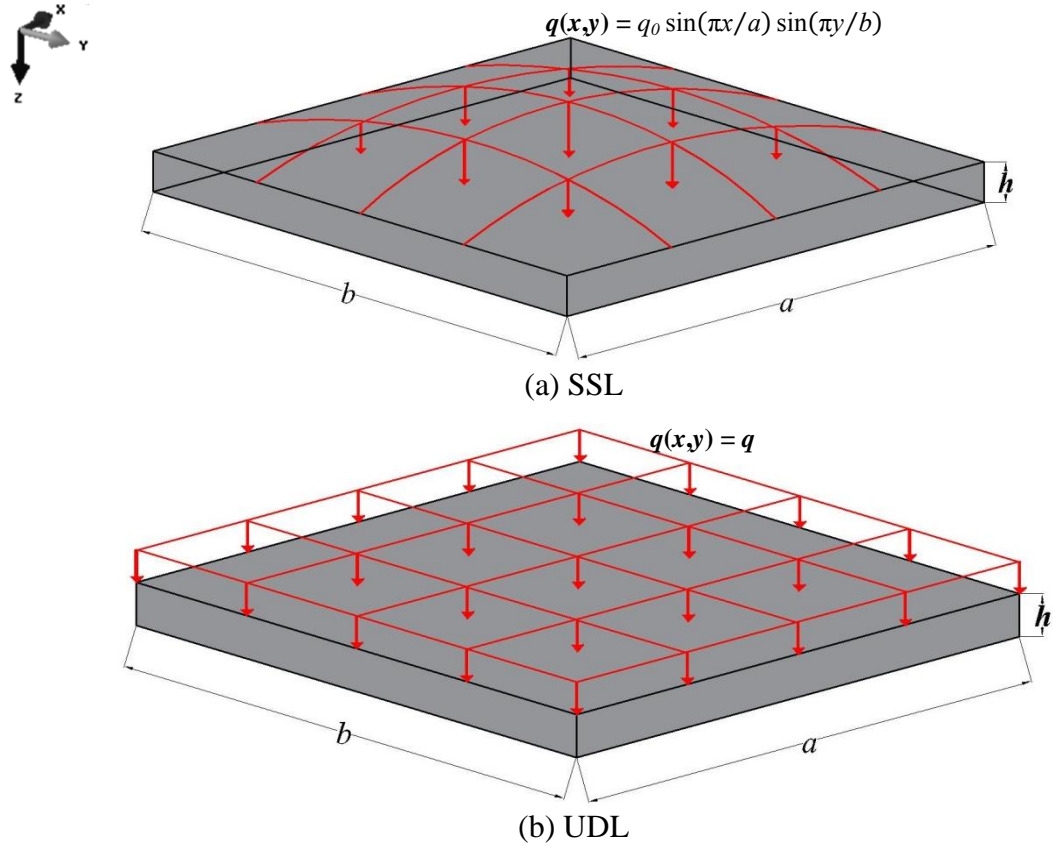 X
Y
Z
q(x,y) = q₀ sin(πx/a) sin(πy/b)
h
b
a
(a) SSL
q(x,y) = q
h
b
a
(b) UDL